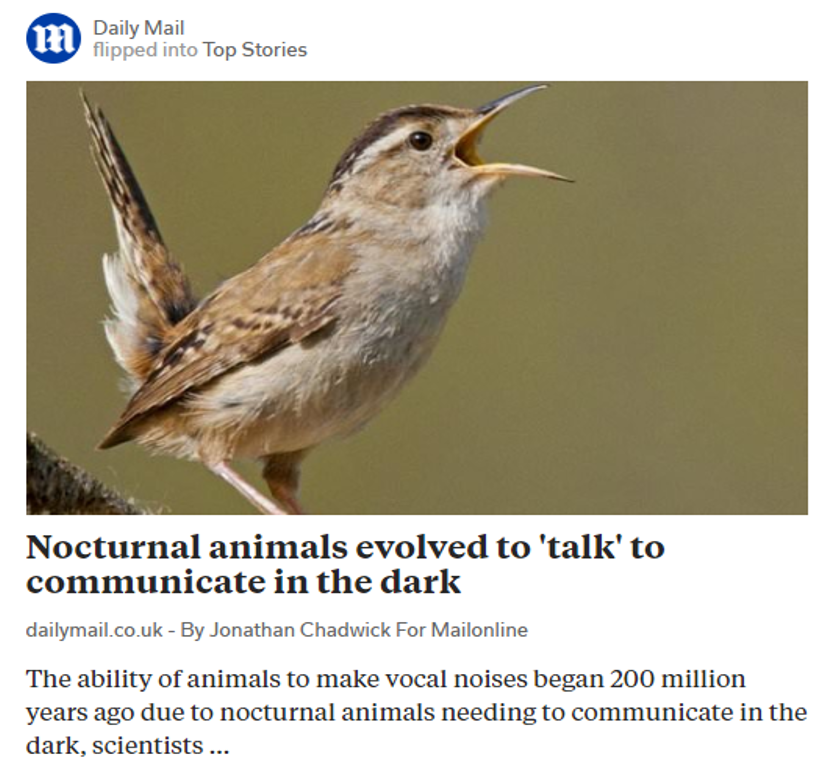 Daily Mail
flipped into Top Stories
Nocturnal animals evolved to 'talk' to
communicate in the dark
dailymail.co.uk - By Jonathan Chadwick For Mailonline
The ability of animals to make vocal noises began 200 million
years ago due to nocturnal animals needing to communicate in the
dark, scientists ...